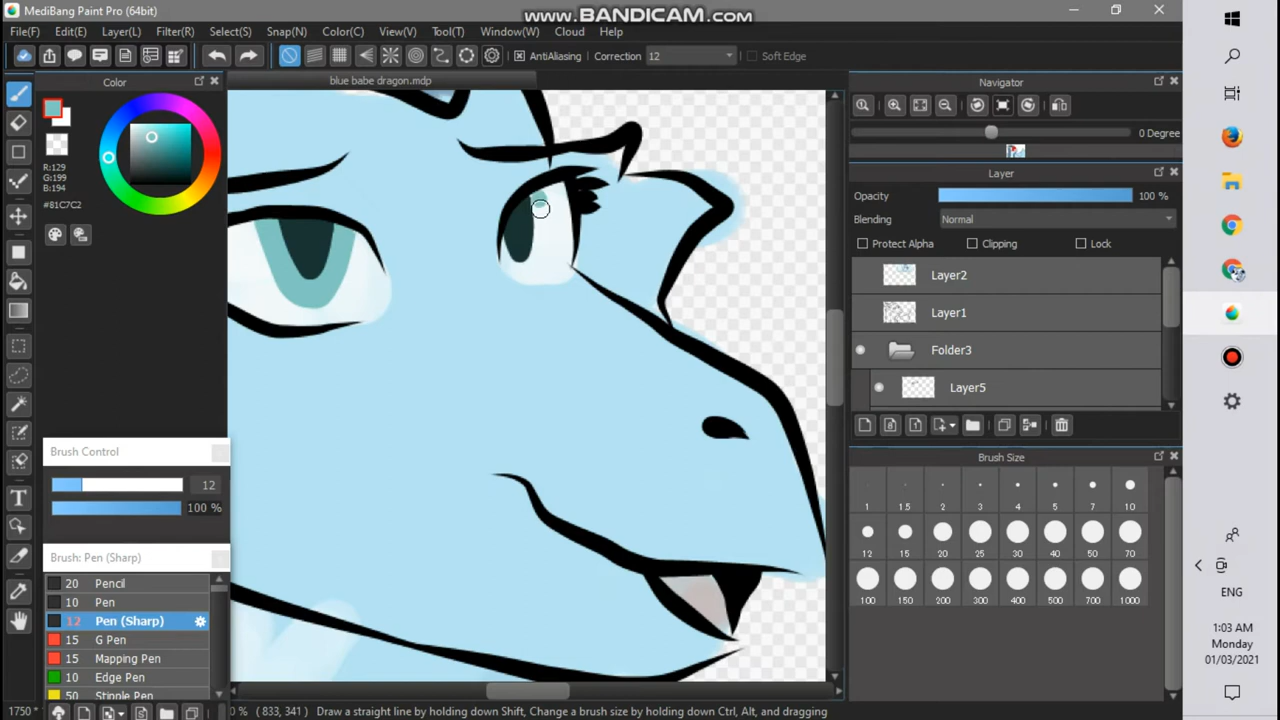 MediBang Paint Pro (64bit)
www.BANDICAM.com
File(F) Edit(E) Layer(L) Filter(R) Select(S) Snap(N) Color(C) View(V) Tool(T) Window(W) Cloud Help
AntiAliasing Correction 12 Soft Edge
Color
blue babe dragon.mdp
Navigator
0 Degree
R:129
G:199
B:194
#81C7C2
Layer
Opacity 100 %
Blending Normal
Protect Alpha Clipping Lock
Layer2
Layer1
Folder3
Layer5
Brush Control
12
100 %
Brush: Pen (Sharp)
20 Pencil
10 Pen
12 Pen (Sharp)
15 G Pen
15 Mapping Pen
10 Edge Pen
50 Stipple Pen
Brush Size
1 1.5 2 3 4 5 7 10
12 15 20 25 30 40 50 70
100 150 200 300 400 500 700 1000
ENG
1:03 AM
Monday
01/03/2021
1750 * % (833, 341) Draw a straight line by holding down Shift, Change a brush size by holding down Ctrl, Alt, and dragging